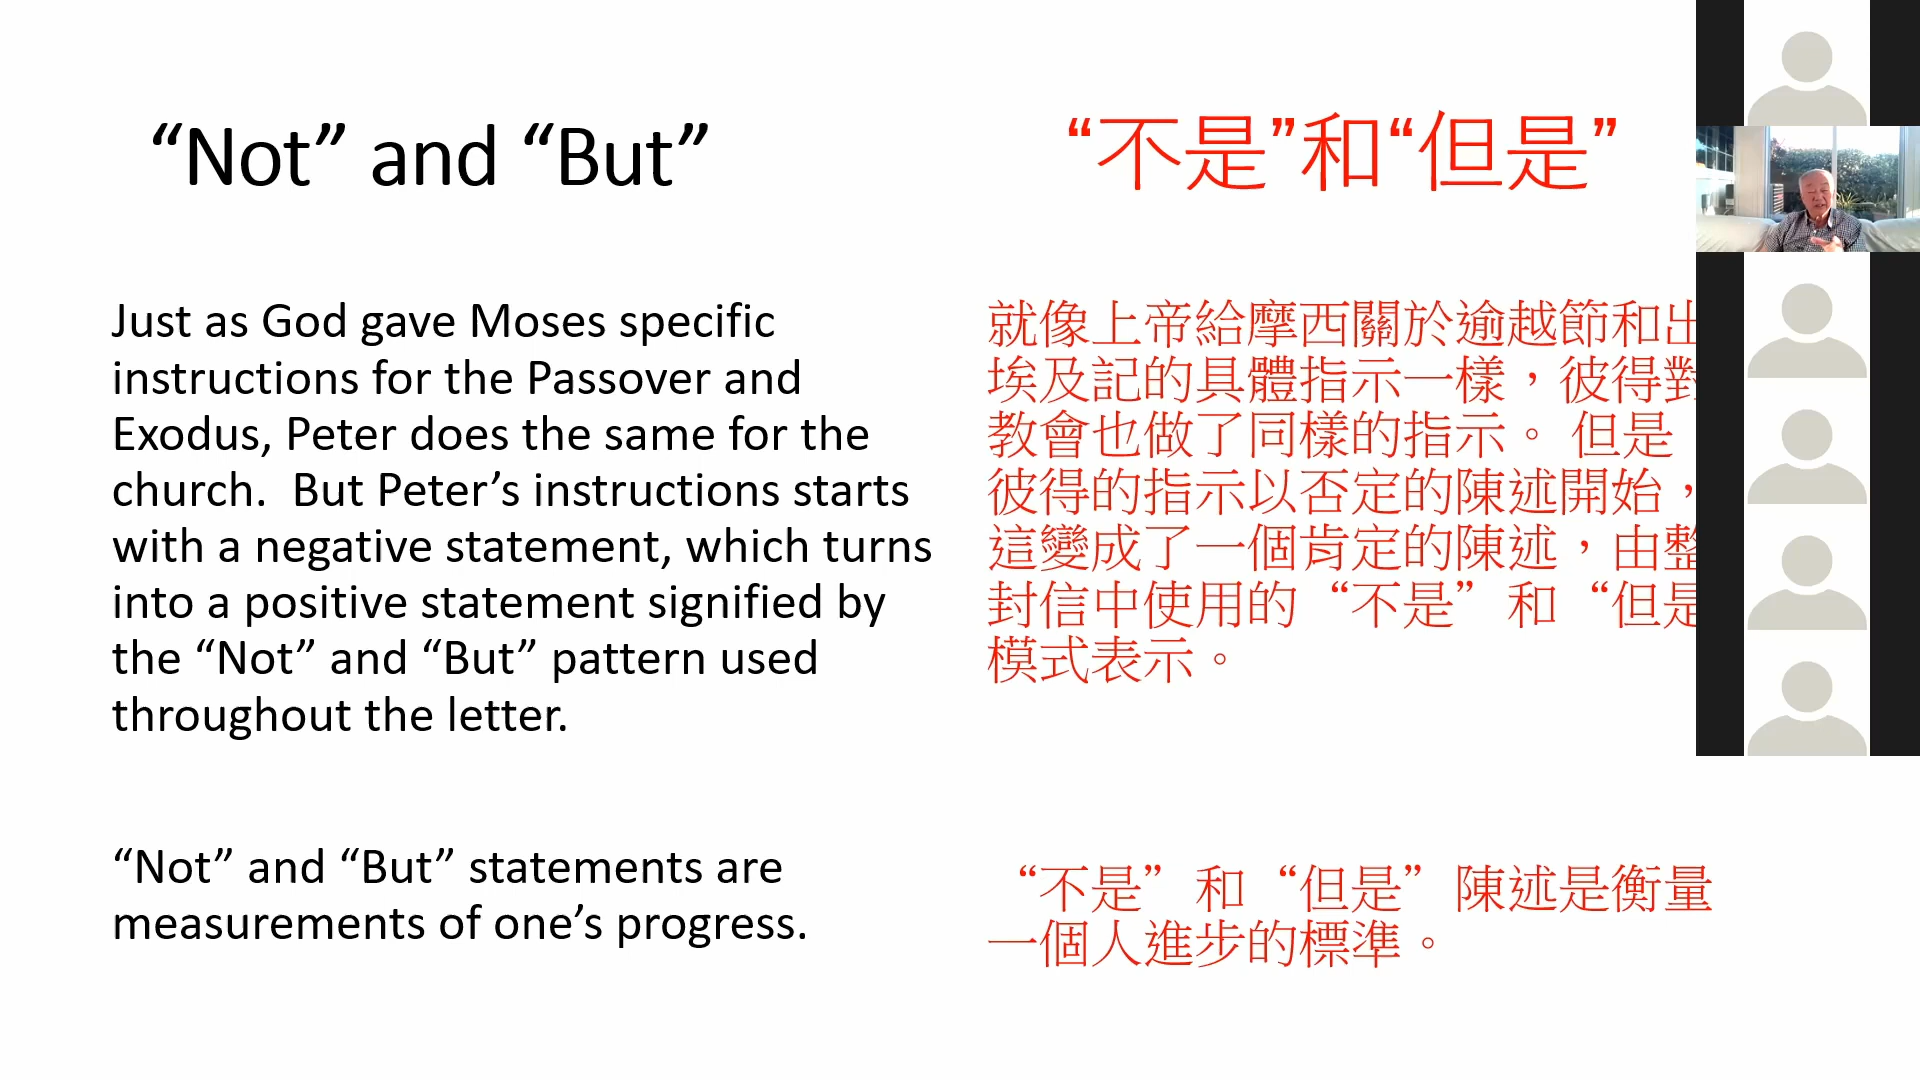 “Not” and “But”
Just as God gave Moses specific
instructions for the Passover and
Exodus, Peter does the same for the
church.  But Peter’s instructions starts
with a negative statement, which turns
into a positive statement signified by
the “Not” and “But” pattern used
throughout the letter.
“Not” and “But” statements are
measurements of one’s progress.
“不是”和“但是”
就像上帝給摩西關於逾越節和出
埃及記的具體指示一樣，彼得對
教會也做了同樣的指示。 但是
彼得的指示以否定的陳述開始，
這變成了一個肯定的陳述，由整
封信中使用的“不是” 和“但是
模式表示。
“不是” 和“但是” 陳述是衡量
一個人進步的標準。